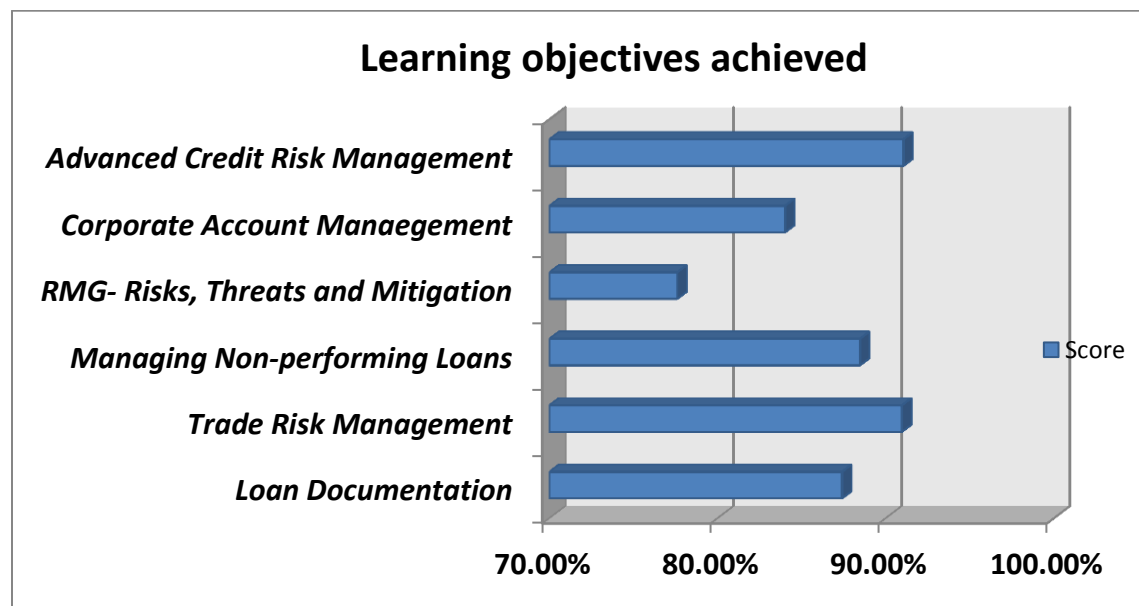 Learning objectives achieved
Advanced Credit Risk Management
Corporate Account Manaegement
RMG- Risks, Threats and Mitigation
Managing Non-performing Loans
Trade Risk Management
Loan Documentation
Score
70.00% 80.00% 90.00% 100.00%